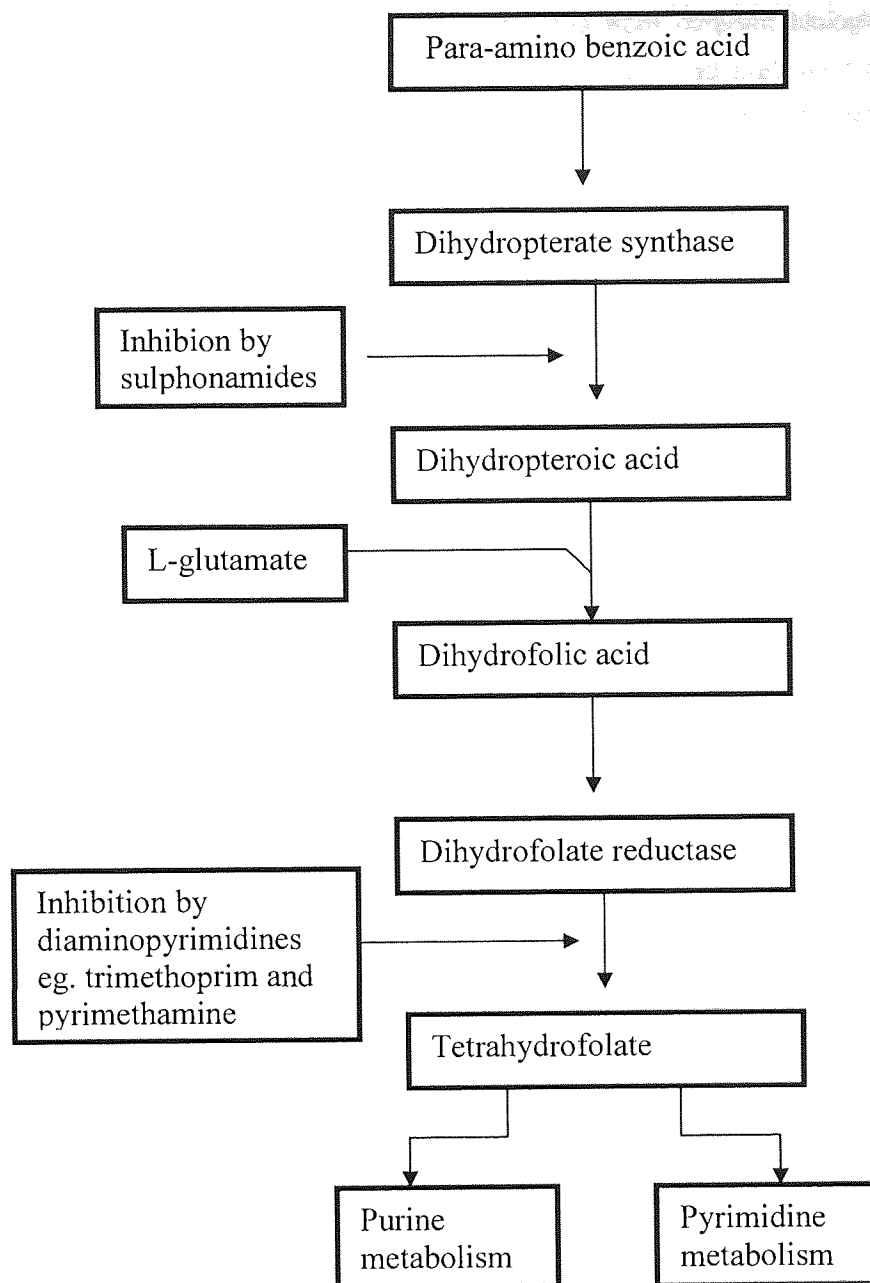 Para-amino benzoic acid
Dihydropterate synthase
Inhibion by
sulphonamides
Dihydropteroic acid
L-glutamate
Dihydrofolic acid
Dihydrofolate reductase
Inhibition by
diaminopyrimidines
eg. trimethoprim and
pyrimethamine
Tetrahydrofolate
Purine
metabolism
Pyrimidine
metabolism